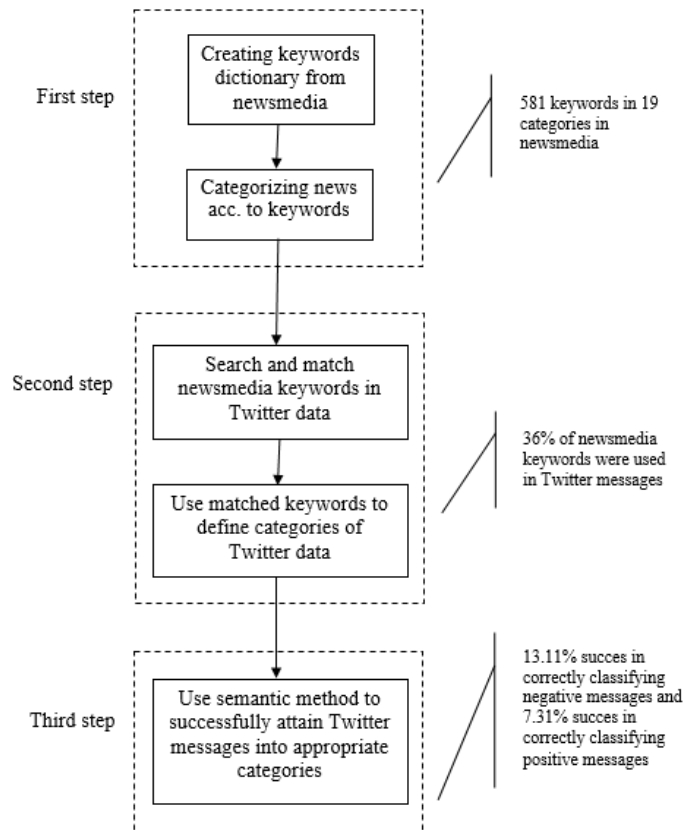 First step
Creating keywords
dictionary from
newsmedia
Categorizing news
acc. to keywords
581 keywords in 19
categories in
newsmedia
Second step
Search and match
newsmedia keywords in
Twitter data
Use matched keywords to
define categories of
Twitter data
36% of newsmedia
keywords were used
in Twitter messages
Third step
Use semantic method to
successfully attain Twitter
messages into appropriate
categories
13.11% succes in
correctly classifying
negative messages and
7.31% succes in
correctly classifying
positive messages